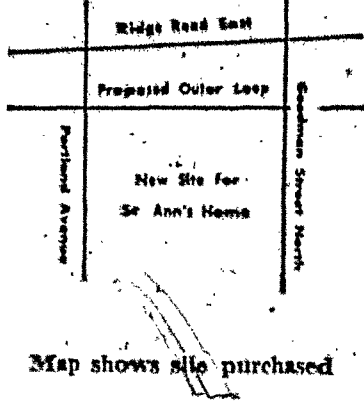 Ridge Road East
Proposed Outer Loop
Portland Avenue
Goodman Street North
New Site For
St Ann's Home
Map shows site purchased